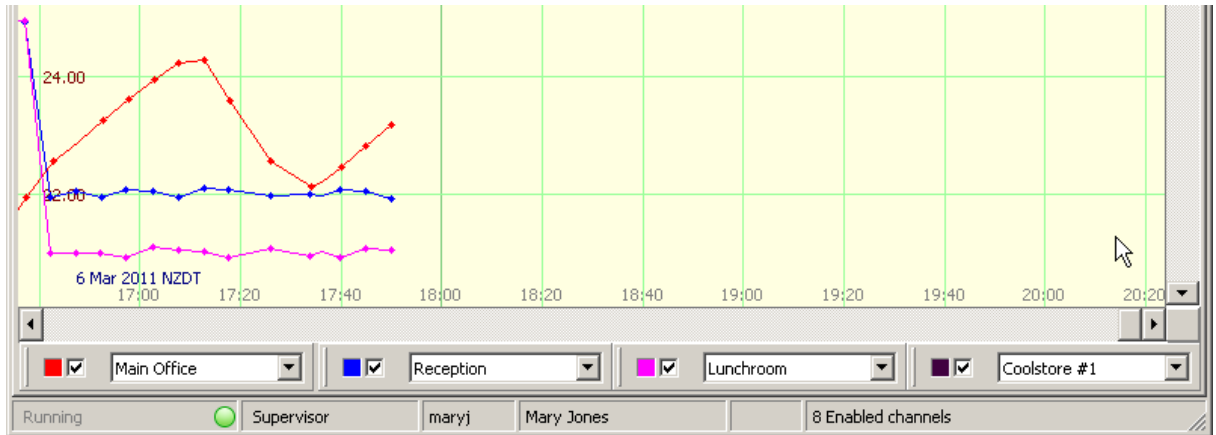 24.00
22.00
6 Mar 2011 NZDT
17:00 17:20 17:40 18:00 18:20 18:40 19:00 19:20 19:40 20:00 20:20
Main Office Reception Lunchroom Coolstore #1
Running Supervisor maryj Mary Jones 8 Enabled channels